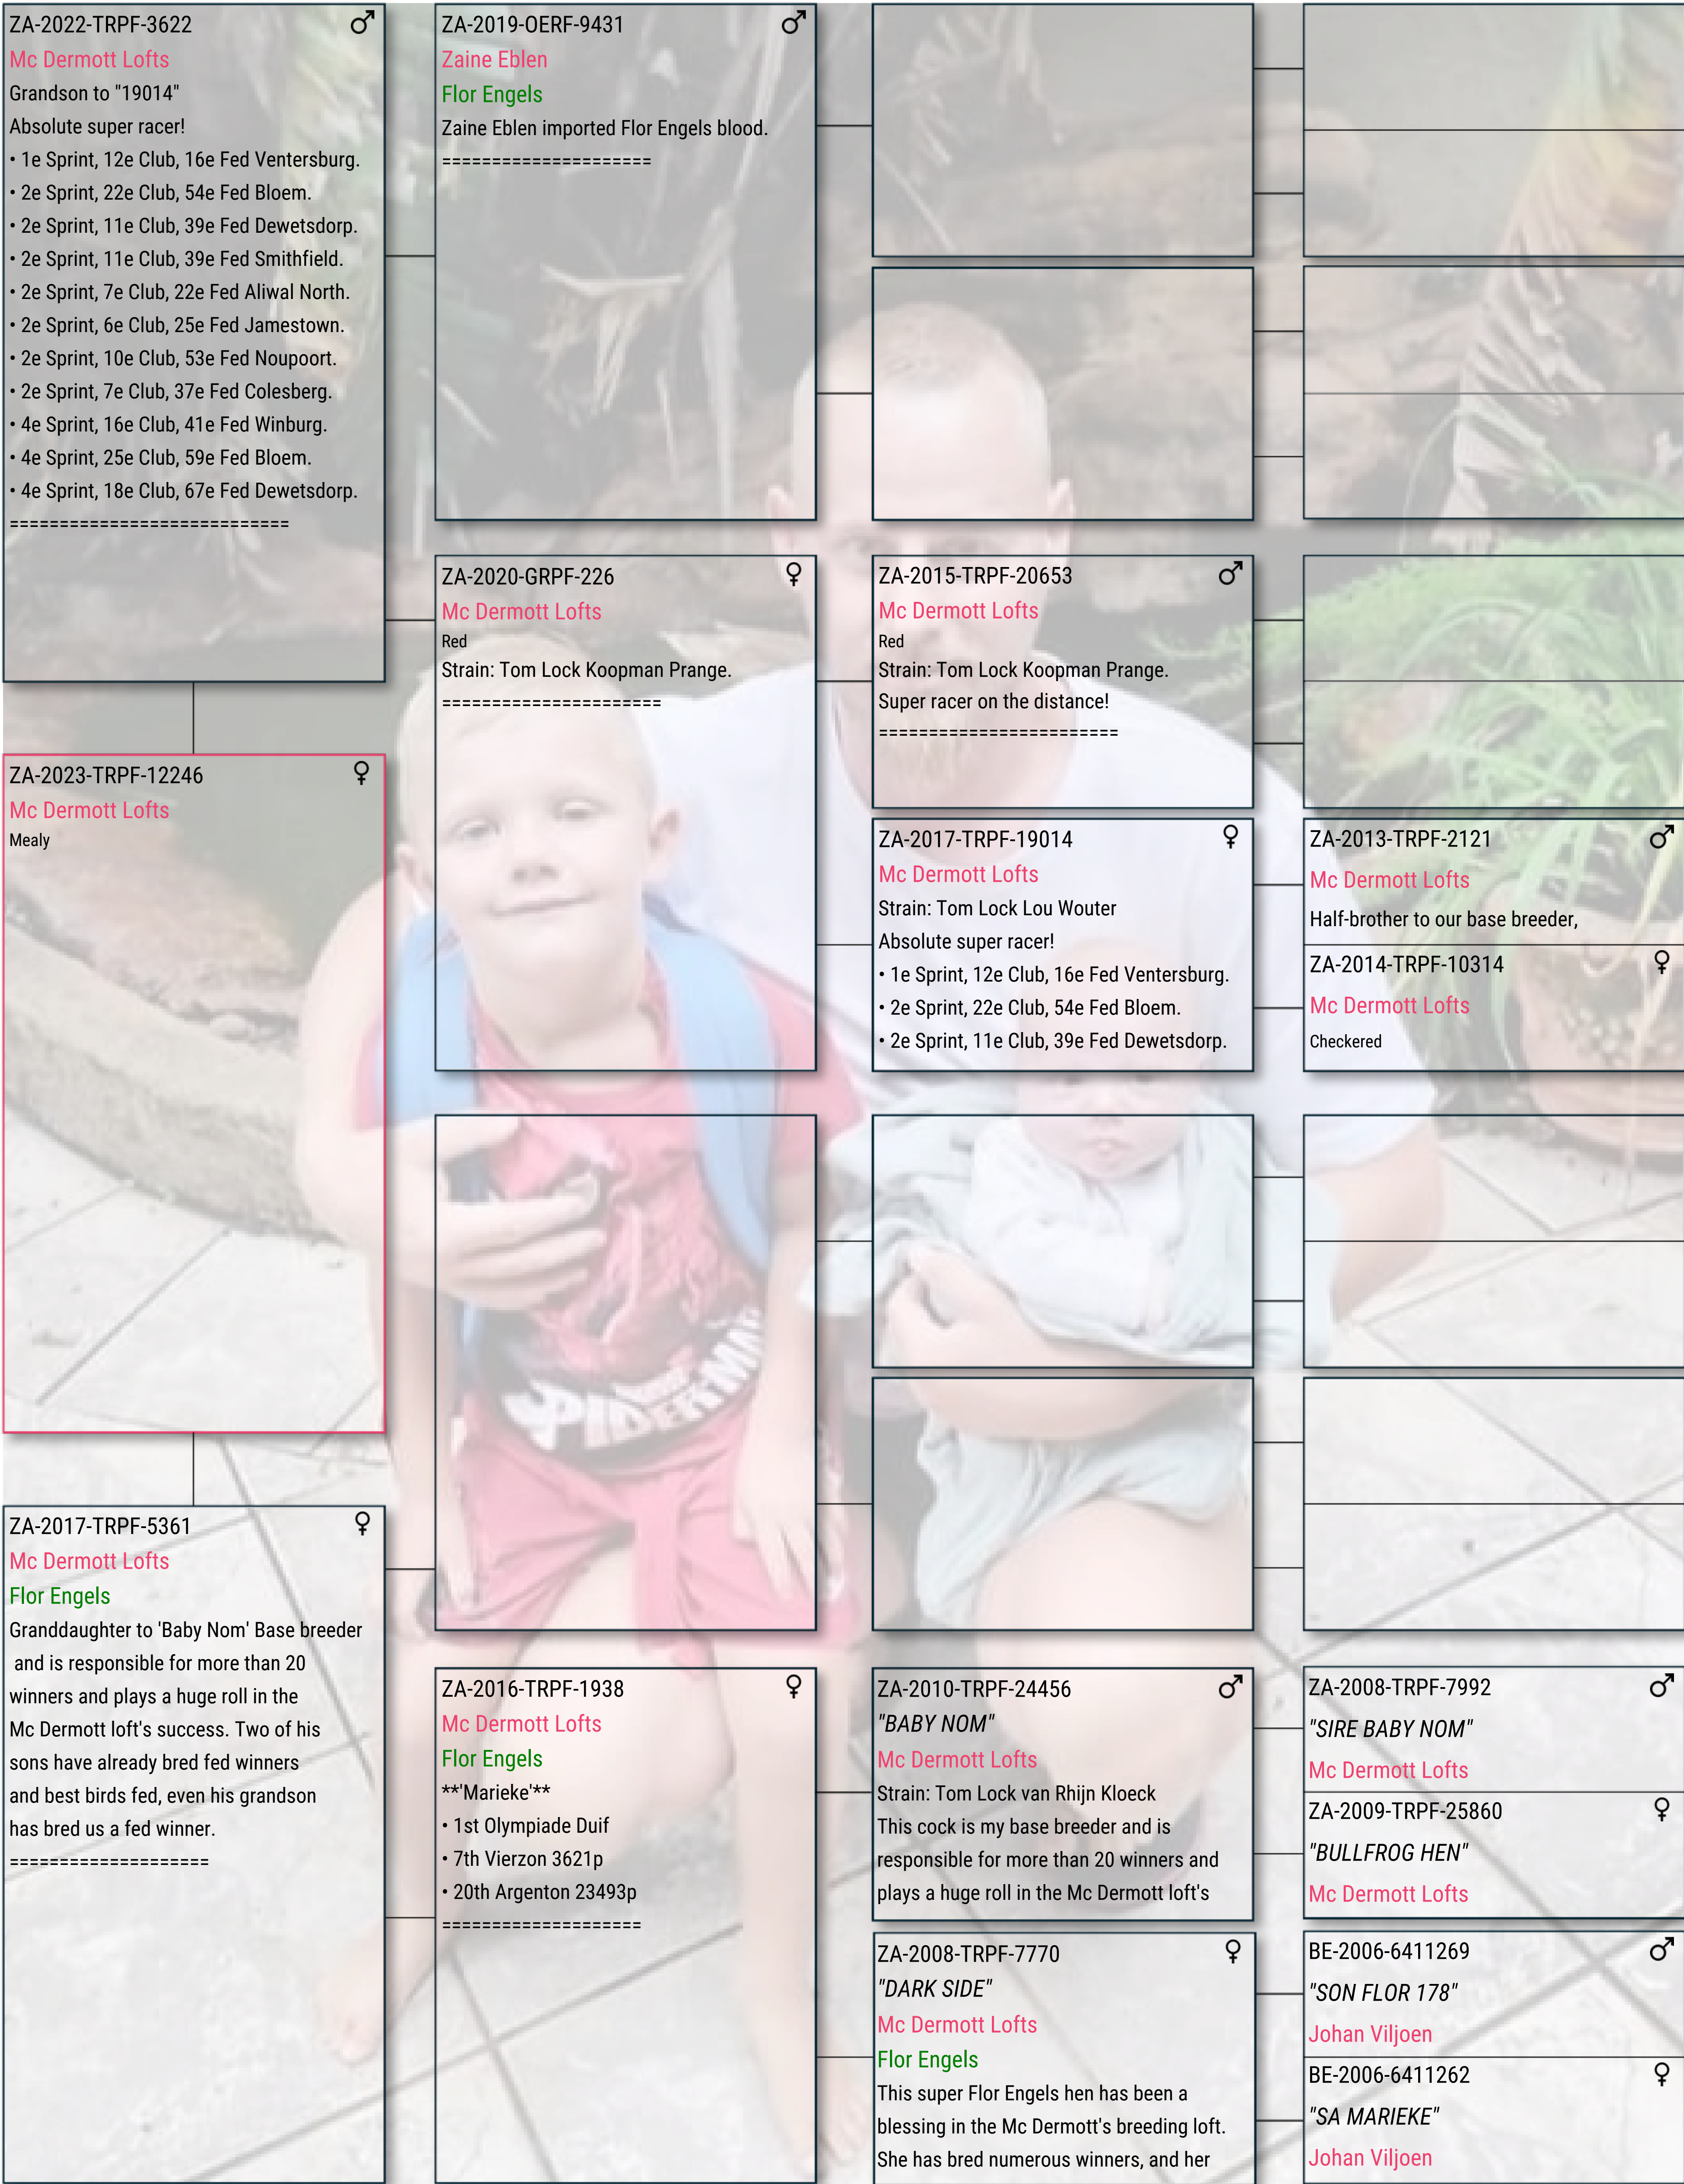 ZA-2022-TRPF-3622 ♂
Mc Dermott Lofts
Grandson to "19014"
Absolute super racer!
• 1e Sprint, 12e Club, 16e Fed Ventersburg.
• 2e Sprint, 22e Club, 54e Fed Bloem.
• 2e Sprint, 11e Club, 39e Fed Dewetsdorp.
• 2e Sprint, 11e Club, 39e Fed Smithfield.
• 2e Sprint, 7e Club, 22e Fed Aliwal North.
• 2e Sprint, 6e Club, 25e Fed Jamestown.
• 2e Sprint, 10e Club, 53e Fed Noupoort.
• 2e Sprint, 7e Club, 37e Fed Colesberg.
• 4e Sprint, 16e Club, 41e Fed Winburg.
• 4e Sprint, 25e Club, 59e Fed Bloem.
• 4e Sprint, 18e Club, 67e Fed Dewetsdorp.
============================
ZA-2023-TRPF-12246 ♀
Mc Dermott Lofts
Mealy
ZA-2017-TRPF-5361 ♀
Mc Dermott Lofts
Flor Engels
Granddaughter to 'Baby Nom' Base breeder
and is responsible for more than 20
winners and plays a huge roll in the
Mc Dermott loft's success. Two of his
sons have already bred fed winners
and best birds fed, even his grandson
has bred us a fed winner.
====================
ZA-2019-OERF-9431 ♂
Zaine Eblen
Flor Engels
Zaine Eblen imported Flor Engels blood.
=====================
ZA-2020-GRPF-226 ♀
Mc Dermott Lofts
Red
Strain: Tom Lock Koopman Prange.
======================
ZA-2016-TRPF-1938 ♀
Mc Dermott Lofts
Flor Engels
**'Marieke'**
• 1st Olympiade Duif
• 7th Vierzon 3621p
• 20th Argenton 23493p
====================
ZA-2015-TRPF-20653 ♂
Mc Dermott Lofts
Red
Strain: Tom Lock Koopman Prange.
Super racer on the distance!
========================
ZA-2017-TRPF-19014 ♀
Mc Dermott Lofts
Strain: Tom Lock Lou Wouter
Absolute super racer!
• 1e Sprint, 12e Club, 16e Fed Ventersburg.
• 2e Sprint, 22e Club, 54e Fed Bloem.
• 2e Sprint, 11e Club, 39e Fed Dewetsdorp.
ZA-2010-TRPF-24456 ♂
"BABY NOM"
Mc Dermott Lofts
Strain: Tom Lock van Rhijn Kloeck
This cock is my base breeder and is
responsible for more than 20 winners and
plays a huge roll in the Mc Dermott loft's
ZA-2008-TRPF-7770 ♀
"DARK SIDE"
Mc Dermott Lofts
Flor Engels
This super Flor Engels hen has been a
blessing in the Mc Dermott's breeding loft.
She has bred numerous winners, and her
ZA-2013-TRPF-2121 ♂
Mc Dermott Lofts
Half-brother to our base breeder,
ZA-2014-TRPF-10314 ♀
Mc Dermott Lofts
Checkered
ZA-2008-TRPF-7992 ♂
"SIRE BABY NOM"
Mc Dermott Lofts
ZA-2009-TRPF-25860 ♀
"BULLFROG HEN"
Mc Dermott Lofts
BE-2006-6411269 ♂
"SON FLOR 178"
Johan Viljoen
BE-2006-6411262 ♀
"SA MARIEKE"
Johan Viljoen